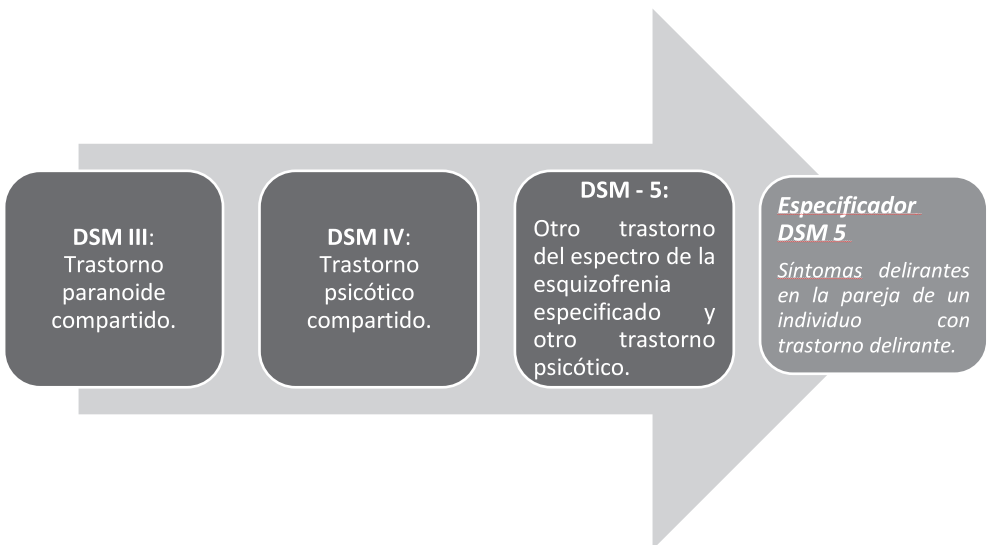 DSM III:
Trastorno
paranoide
compartido.
DSM IV:
Trastorno
psicótico
compartido.
DSM - 5:
Otro trastorno
del espectro de la
esquizofrenia
especificado y
otro trastorno
psicótico.
Especificador
DSM 5
Síntomas delirantes
en la pareja de un
individuo con
trastorno delirante.